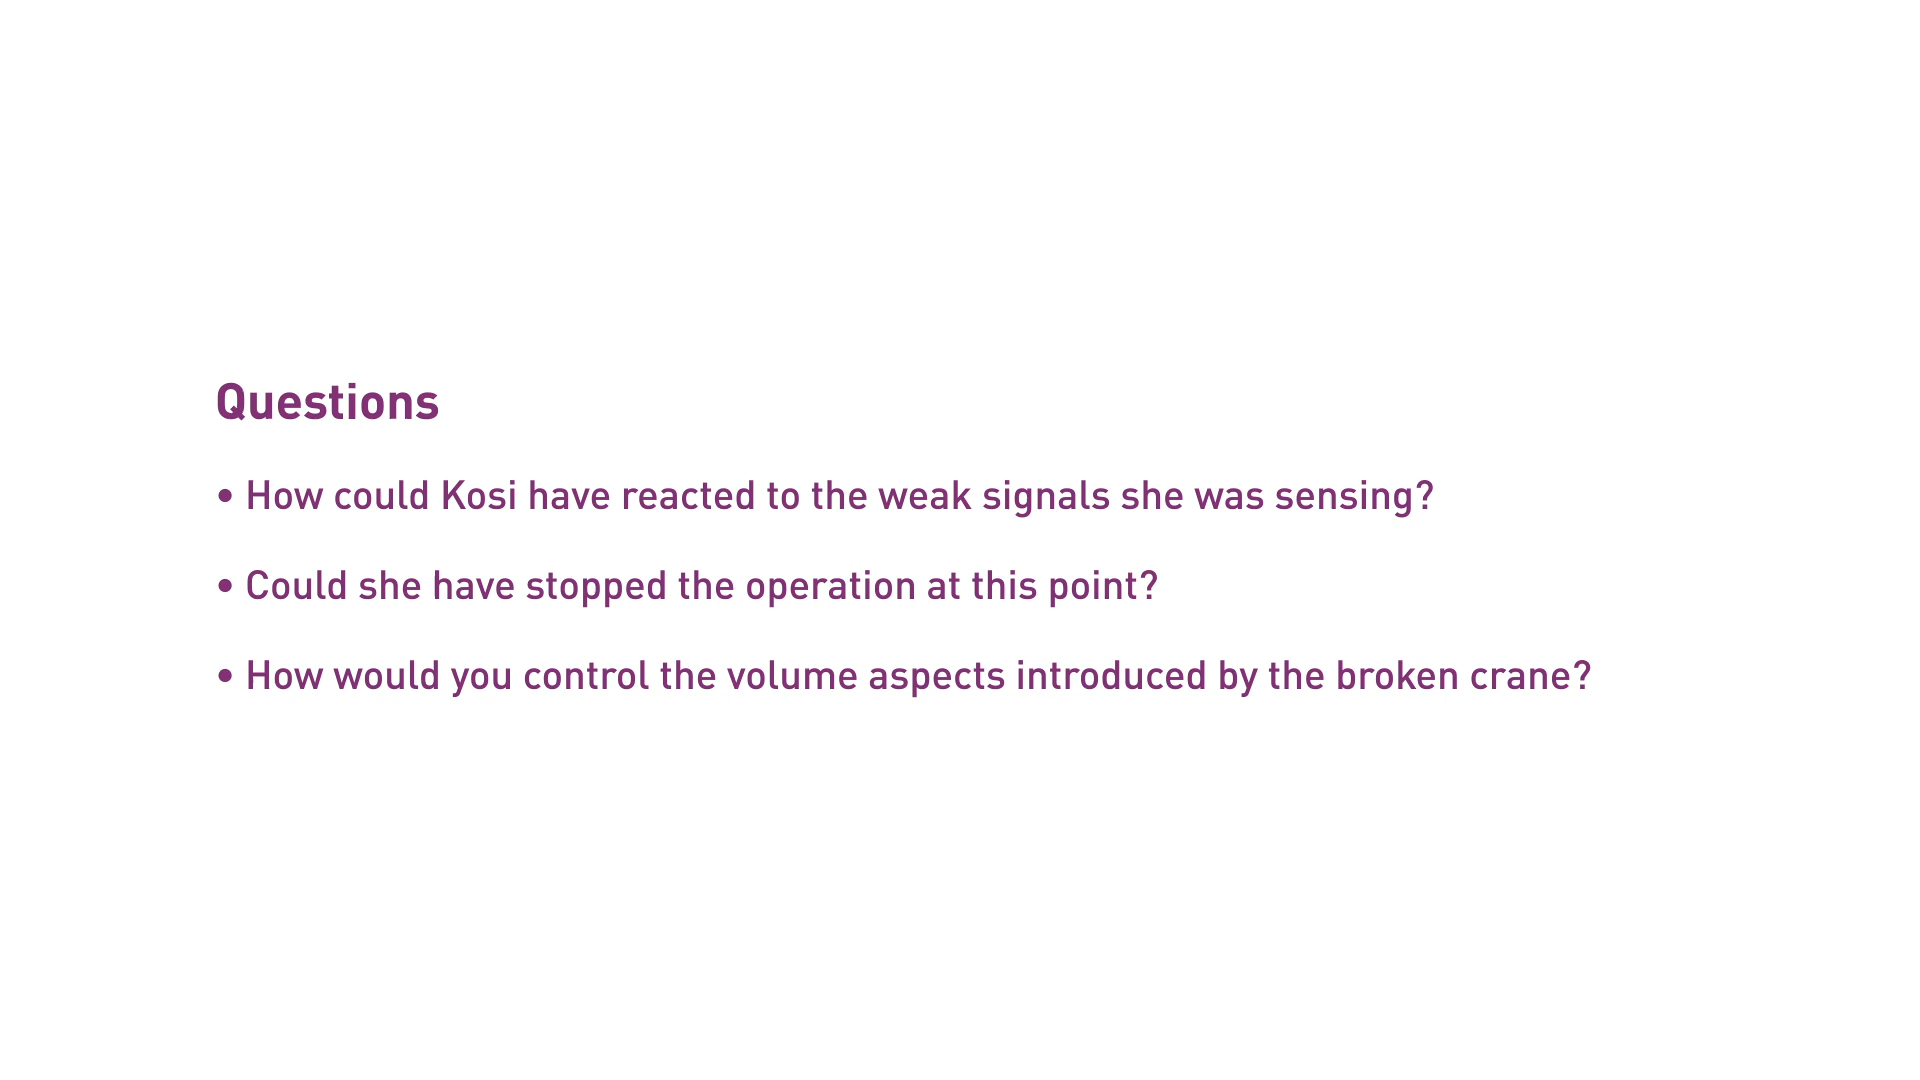 Questions
• How could Kosi have reacted to the weak signals she was sensing?
• Could she have stopped the operation at this point?
• How would you control the volume aspects introduced by the broken crane?